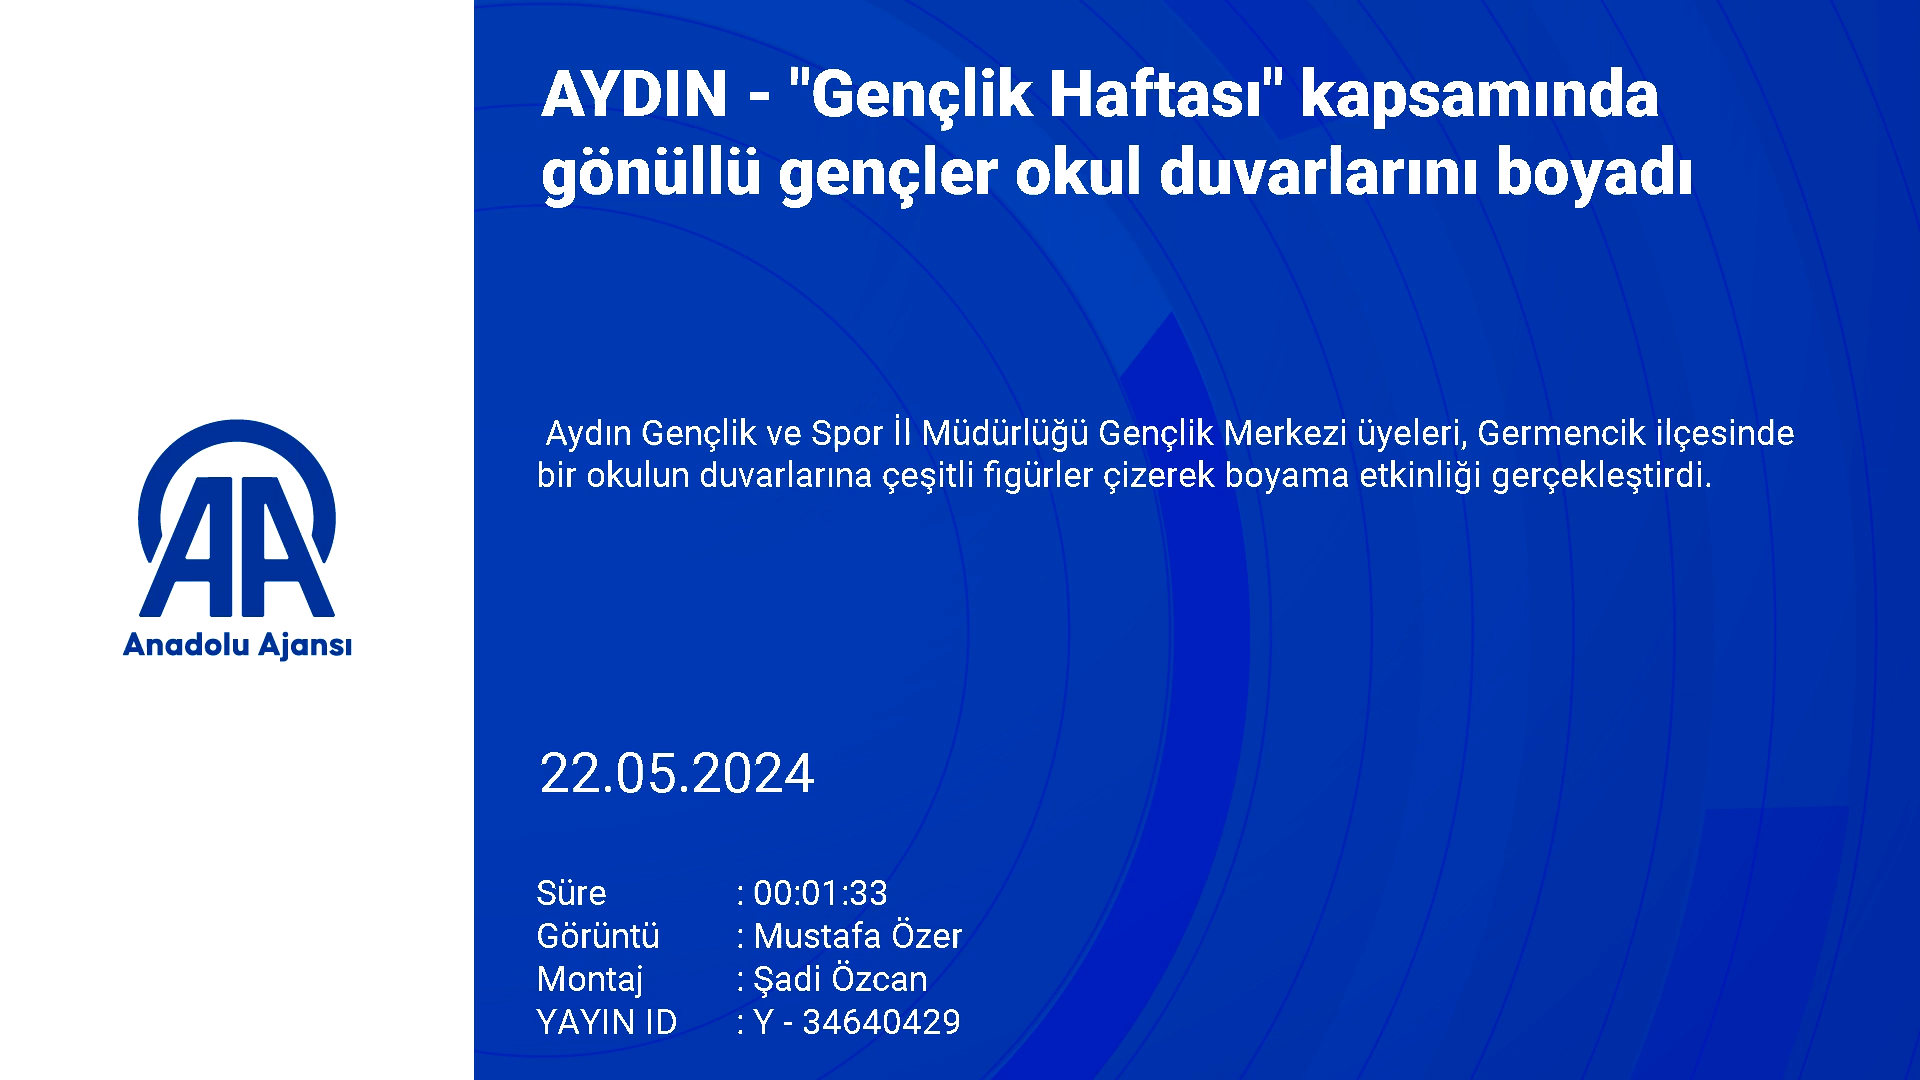 AYDIN - "Gençlik Haftası" kapsamında
gönüllü gençler okul duvarlarını boyadı
Aydın Gençlik ve Spor İl Müdürlüğü Gençlik Merkezi üyeleri, Germencik ilçesinde
bir okulun duvarlarına çeşitli figürler çizerek boyama etkinliği gerçekleştirdi.
AA
Anadolu Ajansı
22.05.2024
Süre : 00:01:33
Görüntü : Mustafa Özer
Montaj : Şadi Özcan
YAYIN ID : Y - 34640429